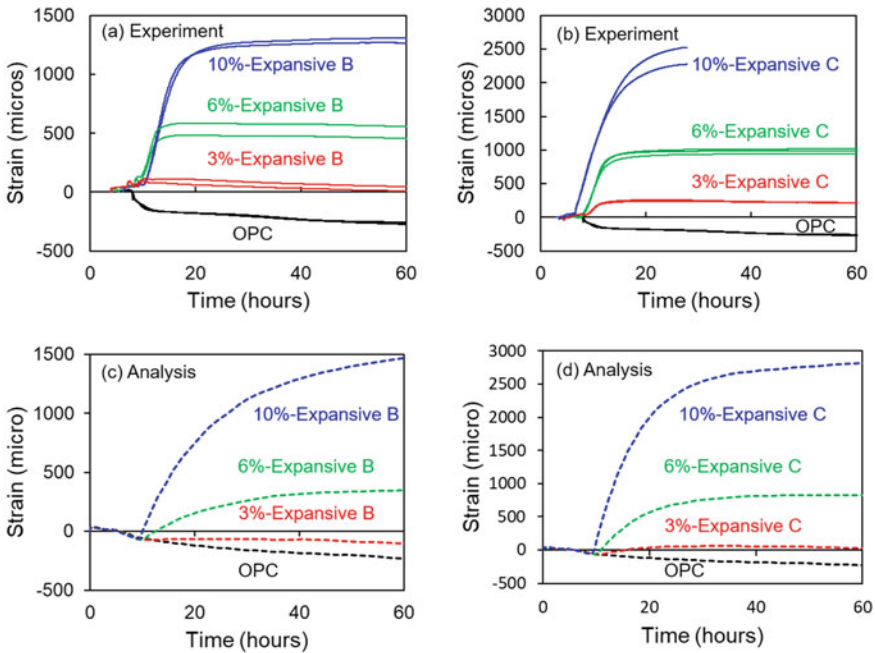 (a) Experiment
1500
1000
500
0
-500
Strain (micros)
10%-Expansive B
6%-Expansive B
3%-Expansive B
OPC
0 20 40 60
Time (hours)
(b) Experiment
3000
2500
2000
1500
1000
500
0
-500
Strain (micros)
10%-Expansive C
6%-Expansive C
3%-Expansive C
OPC
0 20 40 60
Time (hours)
(c) Analysis
1500
1000
500
0
-500
Strain (micro)
10%-Expansive B
6%-Expansive B
3%-Expansive B
OPC
0 20 40 60
Time (hours)
(d) Analysis
3000
2500
2000
1500
1000
500
0
-500
Strain (micro)
10%-Expansive C
6%-Expansive C
3%-Expansive C
OPC
0 20 40 60
Time (hours)